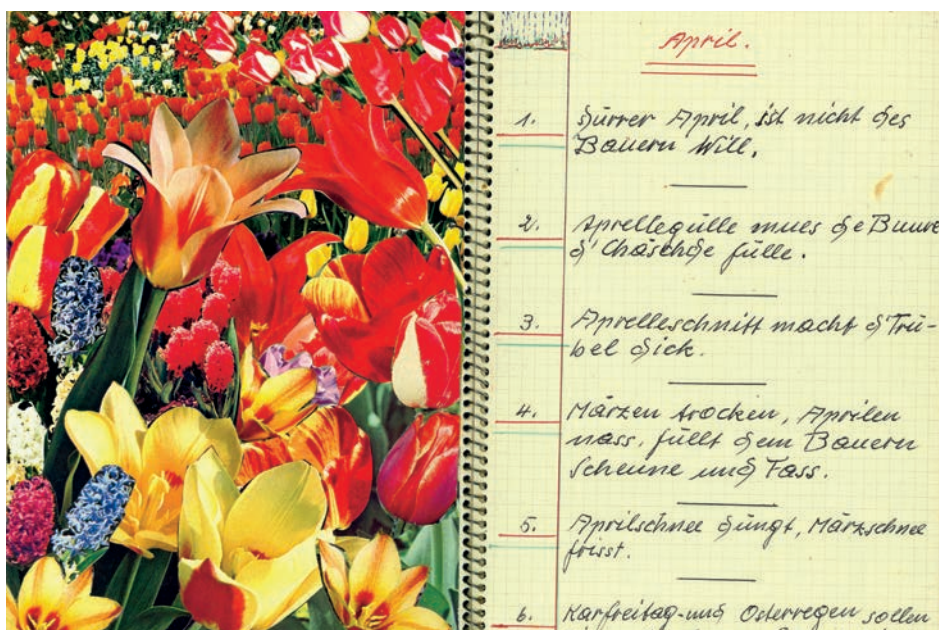 April.
1. Dürrer April, ist nicht des
Bauern Will.
2. Aprellegülle mues de Buure
d'Chäschde fülle.
3. Aprelleschnitt macht d'Trü-
bel dick.
4. Märzen trocken, Aprilen
nass, füllt dem Bauern
Scheune und Fass.
5. Aprilschnee düngt, Märzschnee
frisst.
6. Karfreitag- und Osterregen sollen